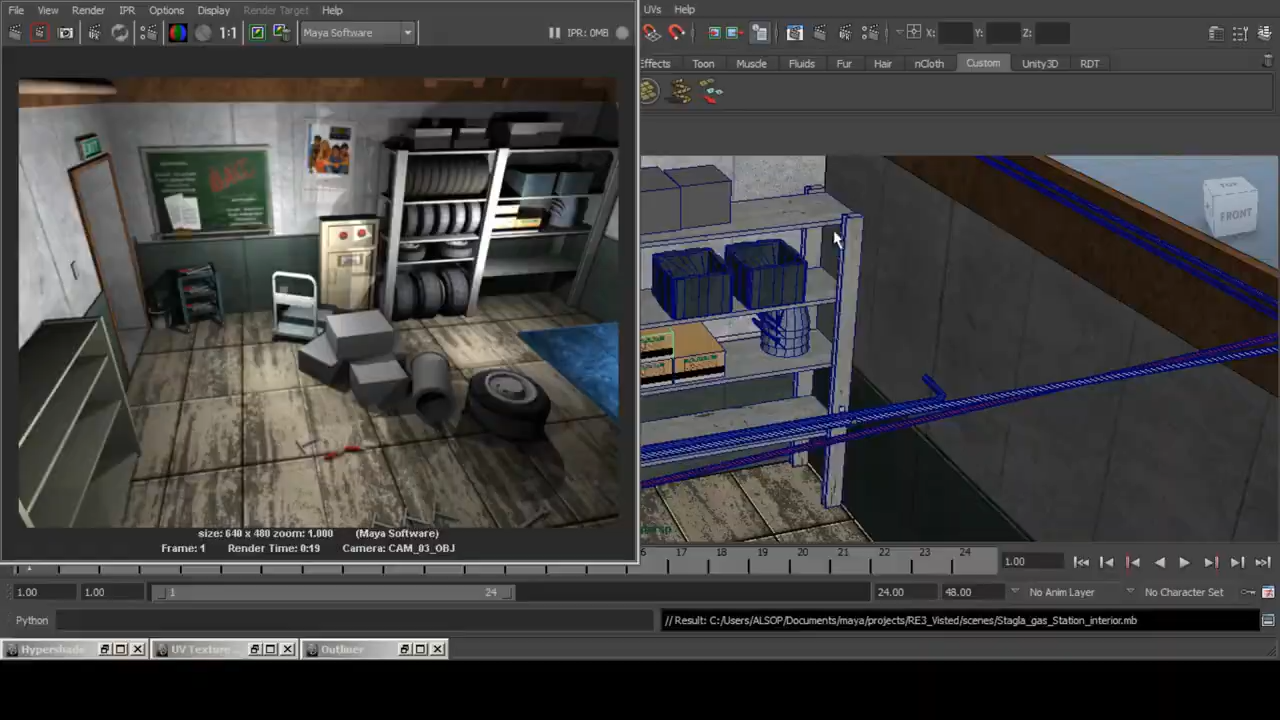 File View Render IPR Options Display Render Target Help
UVs Help
1:1 Maya Software IPR: 0MB
X: Y: Z:
Effects Toon Muscle Fluids Fur Hair nCloth Custom Unity3D RDT
EXIT
TOP
FRONT
persp
size: 640 x 480 zoom: 1.000 (Maya Software)
Frame: 1 Render Time: 0:19 Camera: CAM_03_OBJ
1 16 17 18 19 20 21 22 23 24 1.00
1.00 1.00 1 24 24.00 48.00 No Anim Layer No Character Set
Python // Result: C:/Users/ALSOP/Documents/maya/projects/RE3_Visted/scenes/Stagla_gas_Station_interior.mb
Hypershade UV Texture... Outliner